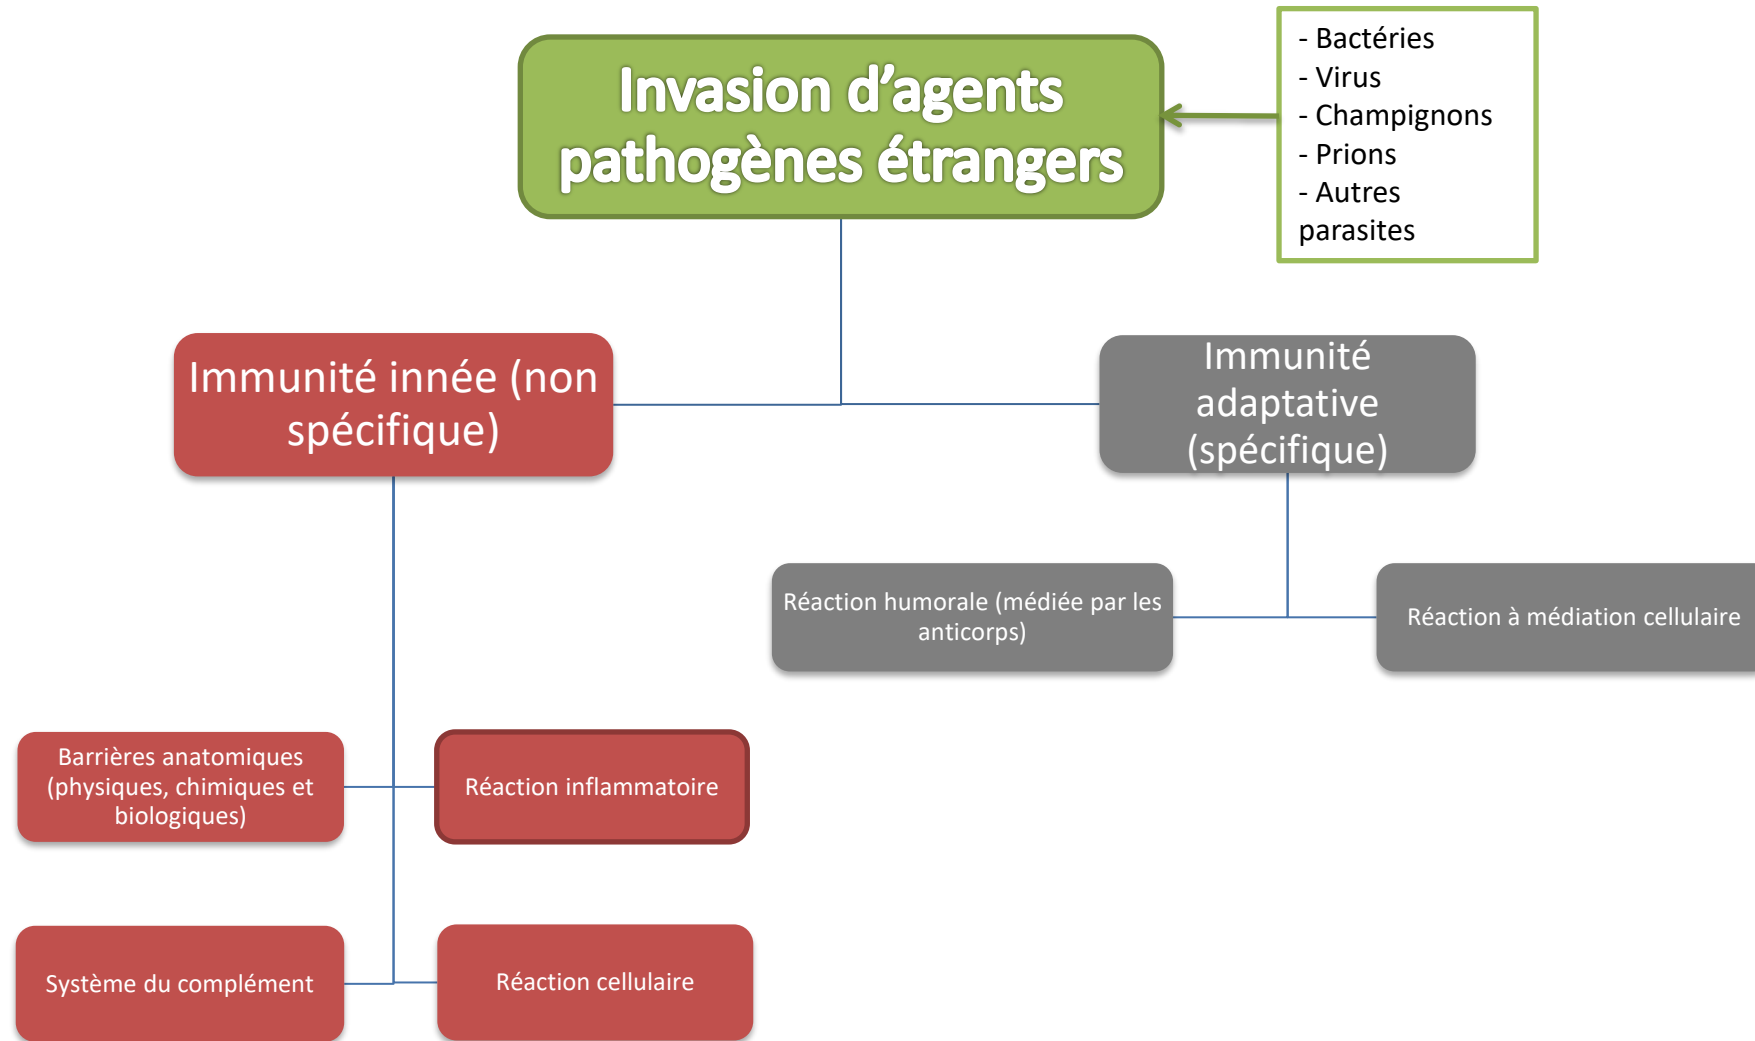 Invasion d’agents
pathogènes étrangers
- Bactéries
- Virus
- Champignons
- Prions
- Autres
parasites
Immunité innée (non
spécifique)
Immunité
adaptative
(spécifique)
Réaction humorale (médiée par les
anticorps)
Réaction à médiation cellulaire
Barrières anatomiques
(physiques, chimiques et
biologiques)
Réaction inflammatoire
Système du complément
Réaction cellulaire